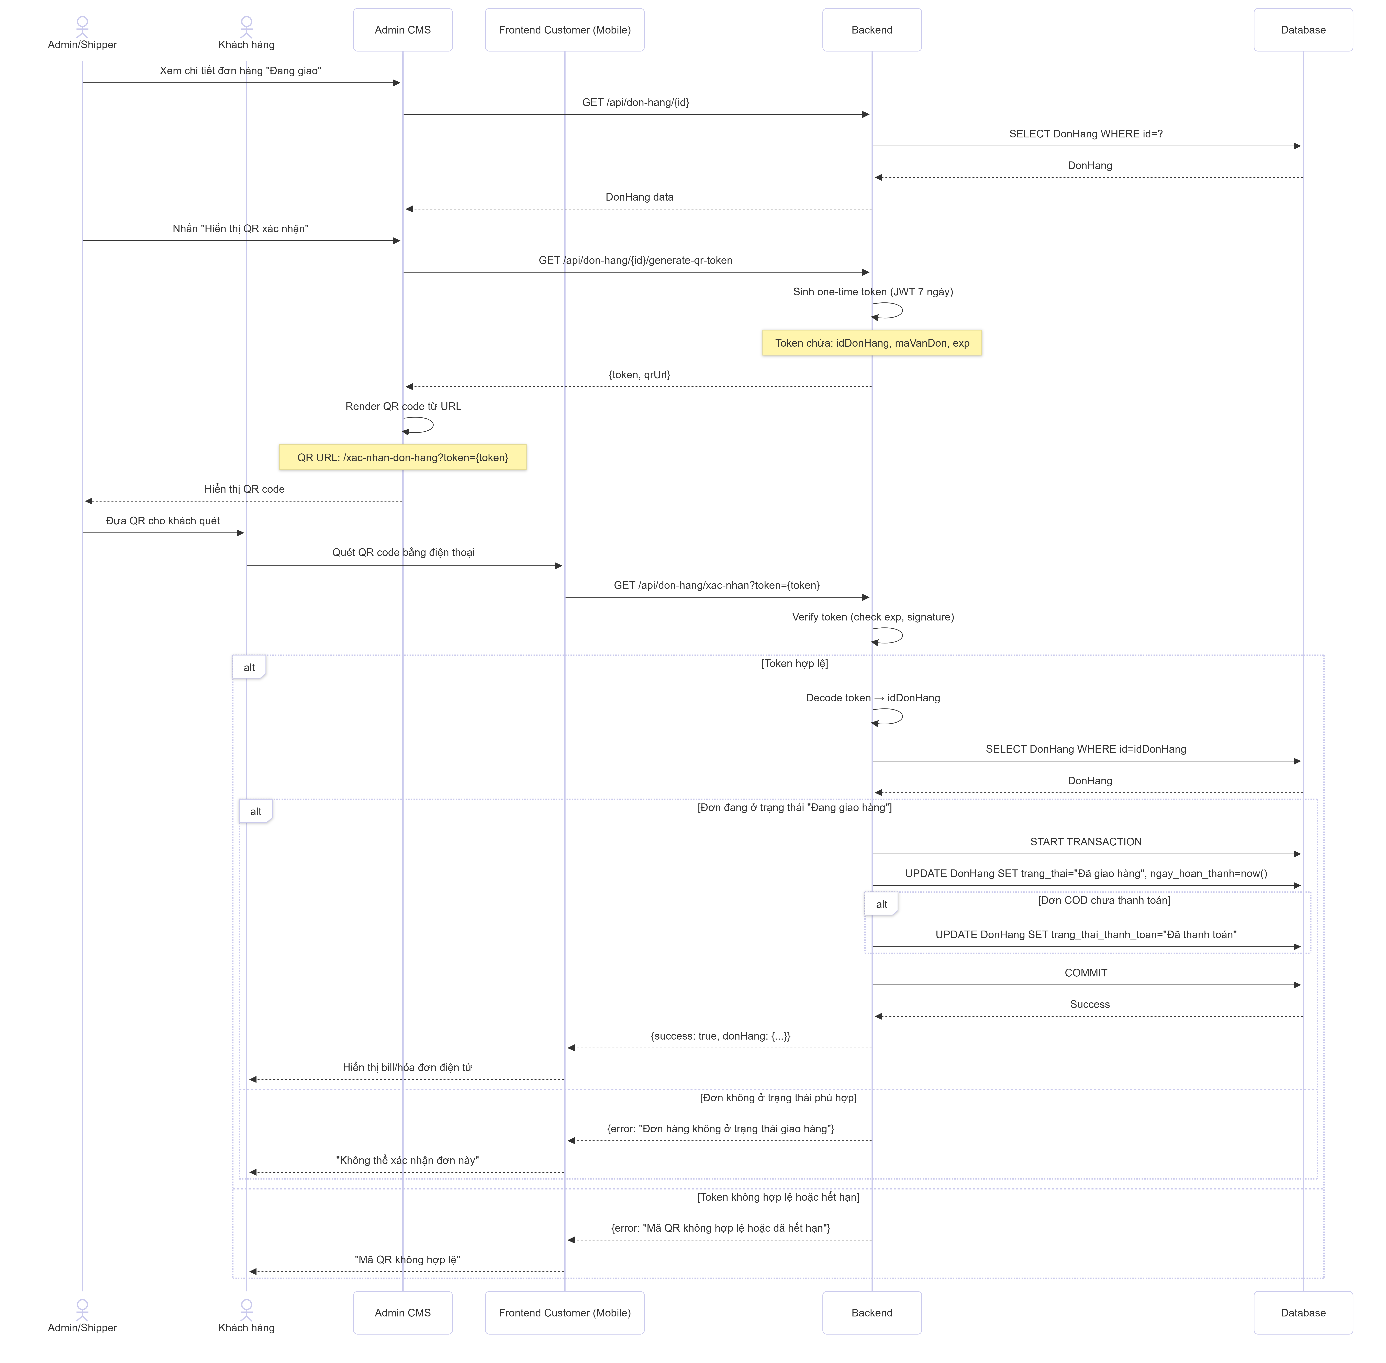 Admin/Shipper
Khách hàng
Admin CMS
Frontend Customer (Mobile)
Backend
Database
Xem chi tiết đơn hàng "Đang giao"
GET /api/don-hang/{id}
SELECT DonHang WHERE id=?
DonHang
DonHang data
Nhấn "Hiển thị QR xác nhận"
GET /api/don-hang/{id}/generate-qr-token
Sinh one-time token (JWT 7 ngày)
Token chứa: idDonHang, maVanDon, exp
{token, qrUrl}
Render QR code từ URL
QR URL: /xac-nhan-don-hang?token={token}
Hiển thị QR code
Đưa QR cho khách quét
Quét QR code bằng điện thoại
GET /api/don-hang/xac-nhan?token={token}
Verify token (check exp, signature)
alt
[Token hợp lệ]
Decode token → idDonHang
SELECT DonHang WHERE id=idDonHang
DonHang
alt
[Đơn đang ở trạng thái "Đang giao hàng"]
START TRANSACTION
UPDATE DonHang SET trang_thai="Đã giao hàng", ngay_hoan_thanh=now()
alt
[Đơn COD chưa thanh toán]
UPDATE DonHang SET trang_thai_thanh_toan="Đã thanh toán"
COMMIT
Success
{success: true, donHang: {...}}
Hiển thị bill/hóa đơn điện tử
[Đơn không ở trạng thái phù hợp]
{error: "Đơn hàng không ở trạng thái giao hàng"}
"Không thể xác nhận đơn này"
[Token không hợp lệ hoặc hết hạn]
{error: "Mã QR không hợp lệ hoặc đã hết hạn"}
"Mã QR không hợp lệ"
Admin/Shipper
Khách hàng
Admin CMS
Frontend Customer (Mobile)
Backend
Database